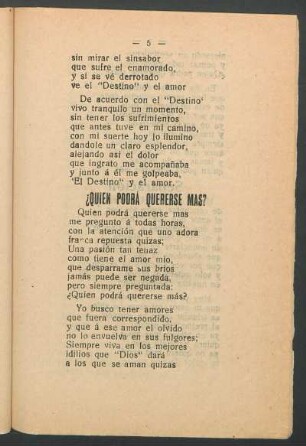 — 5 —
sin mirar el sinsabor
que sufre el enamorado,
y si se vé derrotado
ve el "Destino" y el amor
De acuerdo con el "Destino'
vivo tranquilo un momento,
sin tener los sufrimientos
que antes tuve en mi camino,
con mi suerte hoy lo ilumino
dandole un claro esplendor,
alejando así el dolor
que ingrato me acompañaba
y junto á él me golpeaba,
'El Destino" y el amor.
¿QUIEN PODRÁ QUERERSE MAS?
Quien podrá quererse mas
me pregunto á todas horas,
con la atención que uno adora
franca repuesta quizas;
Una pasión tan tenaz
como tiene el amor mio,
que desparrame sus brios
jamás puede ser negada,
pero siempre preguntada:
¿Quien podrá quererse más?
Yo busco tener amores
que fuera correspondido,
y que á ese amor el olvido
no lo envuelva en sus fulgores;
Siempre viva en los mejores
idilios que "Dios" dará
a los que se aman quizas